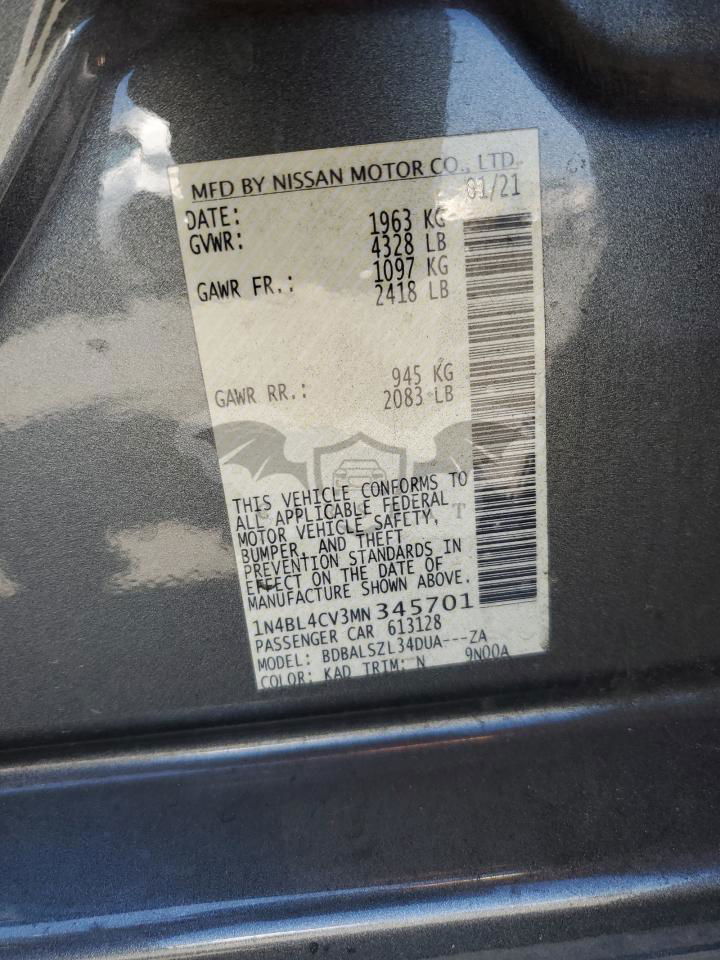 MFD BY NISSAN MOTOR CO., LTD.
DATE: 01/21
GVWR: 1963 KG
4328 LB
GAWR FR.: 1097 KG
2418 LB
GAWR RR.: 945 KG
2083 LB
THIS VEHICLE CONFORMS TO
ALL APPLICABLE FEDERAL
MOTOR VEHICLE SAFETY,
BUMPER, AND THEFT
PREVENTION STANDARDS IN
EFFECT ON THE DATE OF
MANUFACTURE SHOWN ABOVE.
1N4BL4CV3MN345701
PASSENGER CAR 613128
MODEL: BDBALSZL34DUA---ZA
COLOR: KAD TRIM: N 9N00A